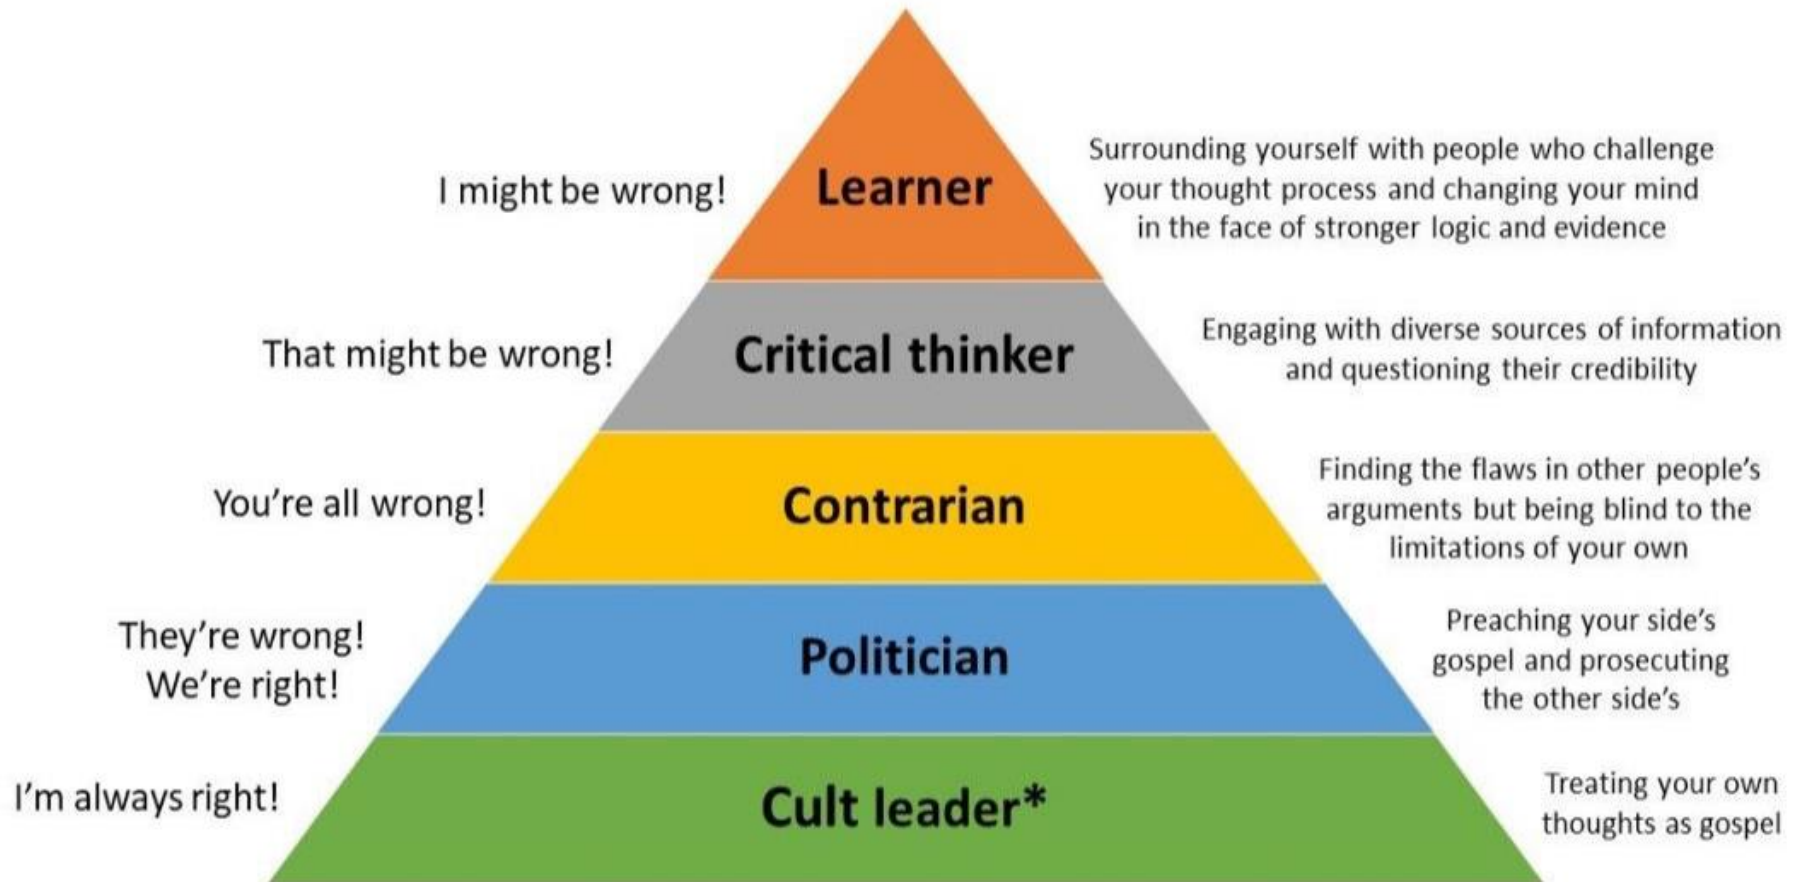 I might be wrong!
Learner
Surrounding yourself with people who challenge
your thought process and changing your mind
in the face of stronger logic and evidence
That might be wrong!
Critical thinker
Engaging with diverse sources of information
and questioning their credibility
You’re all wrong!
Contrarian
Finding the flaws in other people’s
arguments but being blind to the
limitations of your own
They’re wrong!
We’re right!
Politician
Preaching your side’s
gospel and prosecuting
the other side’s
I’m always right!
Cult leader*
Treating your own
thoughts as gospel